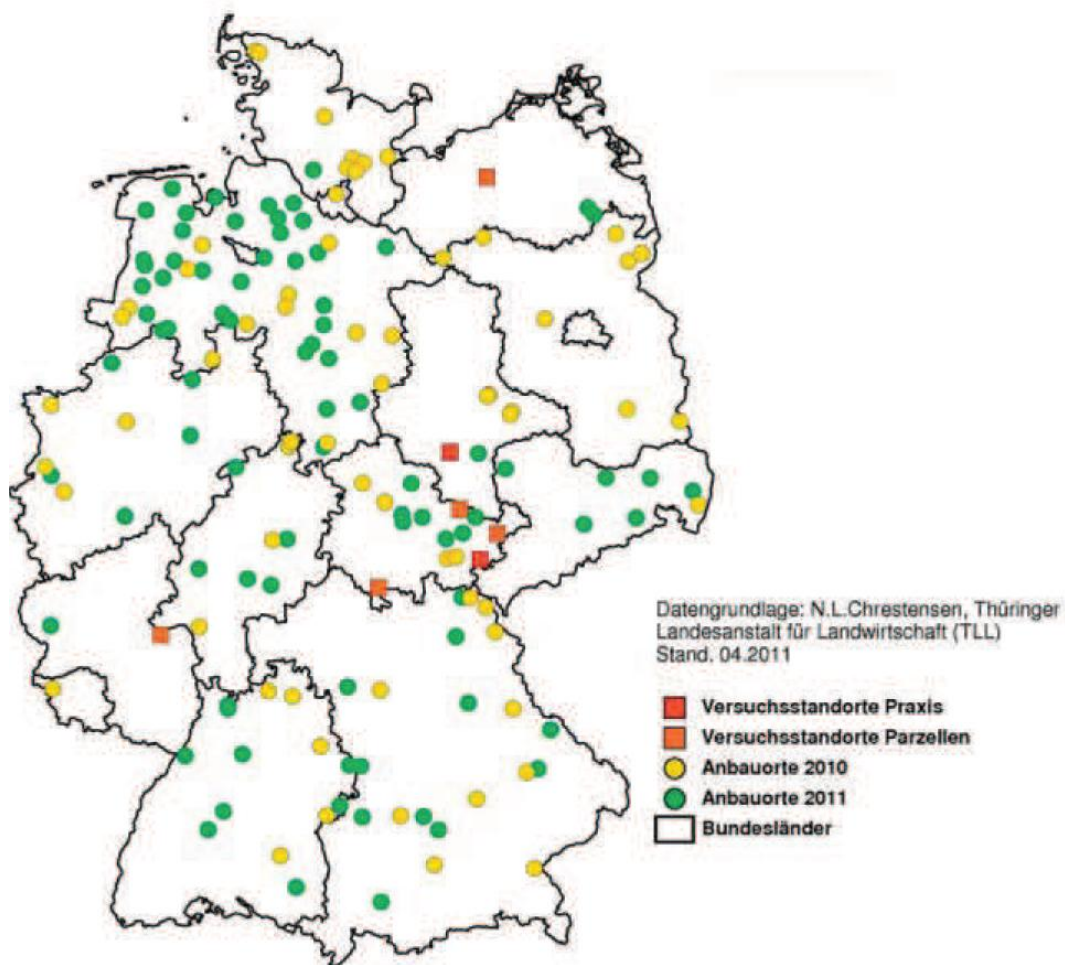 Datengrundlage: N.L.Chrestensen, Thüringer
Landesanstalt für Landwirtschaft (TLL)
Stand. 04.2011
Versuchsstandorte Praxis
Versuchsstandorte Parzellen
Anbauorte 2010
Anbauorte 2011
Bundesländer